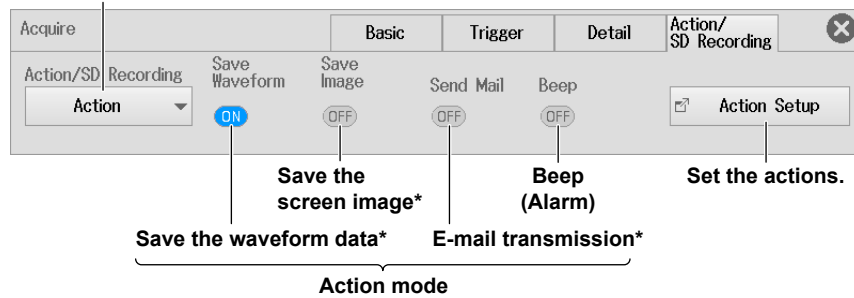 Acquire
Basic
Trigger
Detail
Action/
SD Recording
Action/SD Recording
Save
Waveform
Save
Image
Send Mail
Beep
Action
ON
OFF
OFF
OFF
Action Setup
Save the
screen image*
Beep
(Alarm)
Set the actions.
Save the waveform data*
E-mail transmission*
Action mode